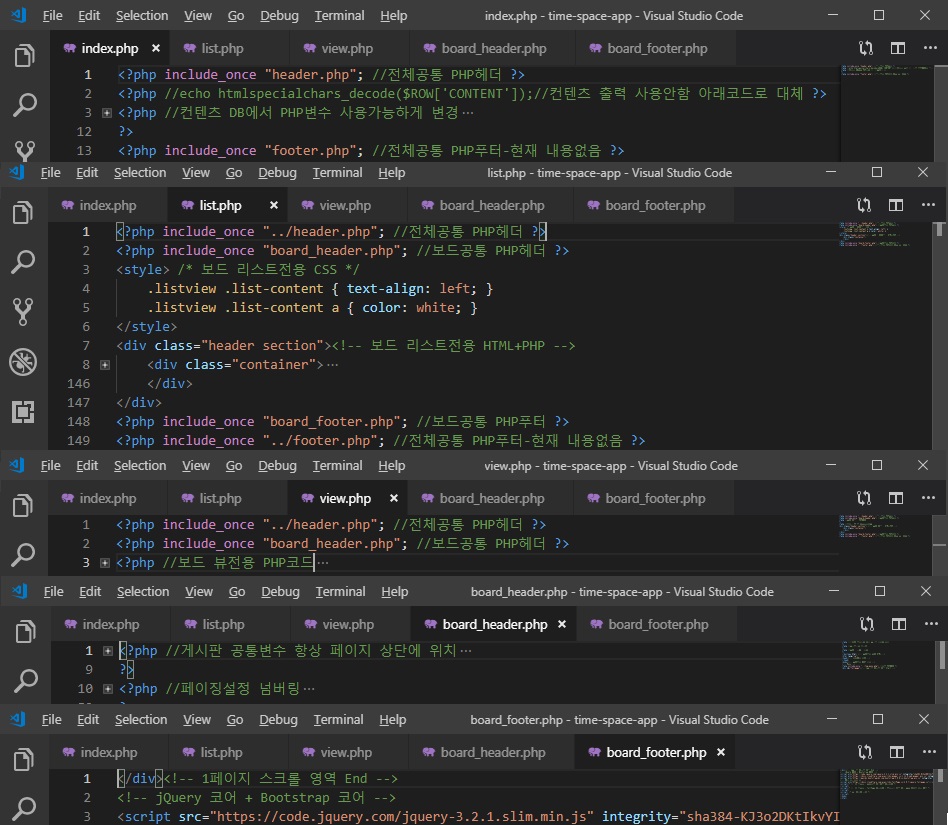 File Edit Selection View Go Debug Terminal Help index.php - time-space-app - Visual Studio Code
index.php list.php view.php board_header.php board_footer.php
1 <?php include_once "header.php"; //전체공통 PHP헤더 ?>
2 <?php //echo htmlspecialchars_decode($ROW['CONTENT']);//컨텐츠 출력 사용안함 아래코드로 대체 ?>
3 <?php //컨텐츠 DB에서 PHP변수 사용가능하게 변경…
12 ?>
13 <?php include_once "footer.php"; //전체공통 PHP푸터-현재 내용없음 ?>
File Edit Selection View Go Debug Terminal Help list.php - time-space-app - Visual Studio Code
index.php list.php view.php board_header.php board_footer.php
1 <?php include_once "../header.php"; //전체공통 PHP헤더 ?>
2 <?php include_once "board_header.php"; //보드공통 PHP헤더 ?>
3 <style> /* 보드 리스트전용 CSS */
4 .listview .list-content { text-align: left; }
5 .listview .list-content a { color: white; }
6 </style>
7 <div class="header section"><!-- 보드 리스트전용 HTML+PHP -->
8 <div class="container">…
146 </div>
147 </div>
148 <?php include_once "board_footer.php"; //보드공통 PHP푸터 ?>
149 <?php include_once "../footer.php"; //전체공통 PHP푸터-현재 내용없음 ?>
File Edit Selection View Go Debug Terminal Help view.php - time-space-app - Visual Studio Code
index.php list.php view.php board_header.php board_footer.php
1 <?php include_once "../header.php"; //전체공통 PHP헤더 ?>
2 <?php include_once "board_header.php"; //보드공통 PHP헤더 ?>
3 <?php //보드 뷰전용 PHP코드…
File Edit Selection View Go Debug Terminal Help board_header.php - time-space-app - Visual Studio Code
index.php list.php view.php board_header.php board_footer.php
1 <?php //게시판 공통변수 항상 페이지 상단에 위치…
9 ?>
10 <?php //페이징설정 넘버링…
File Edit Selection View Go Debug Terminal Help board_footer.php - time-space-app - Visual Studio Code
index.php list.php view.php board_header.php board_footer.php
1 </div><!-- 1페이지 스크롤 영역 End -->
2 <!-- jQuery 코어 + Bootstrap 코어 -->
3 <script src="https://code.jquery.com/jquery-3.2.1.slim.min.js" integrity="sha384-KJ3o2DKtIkvYI